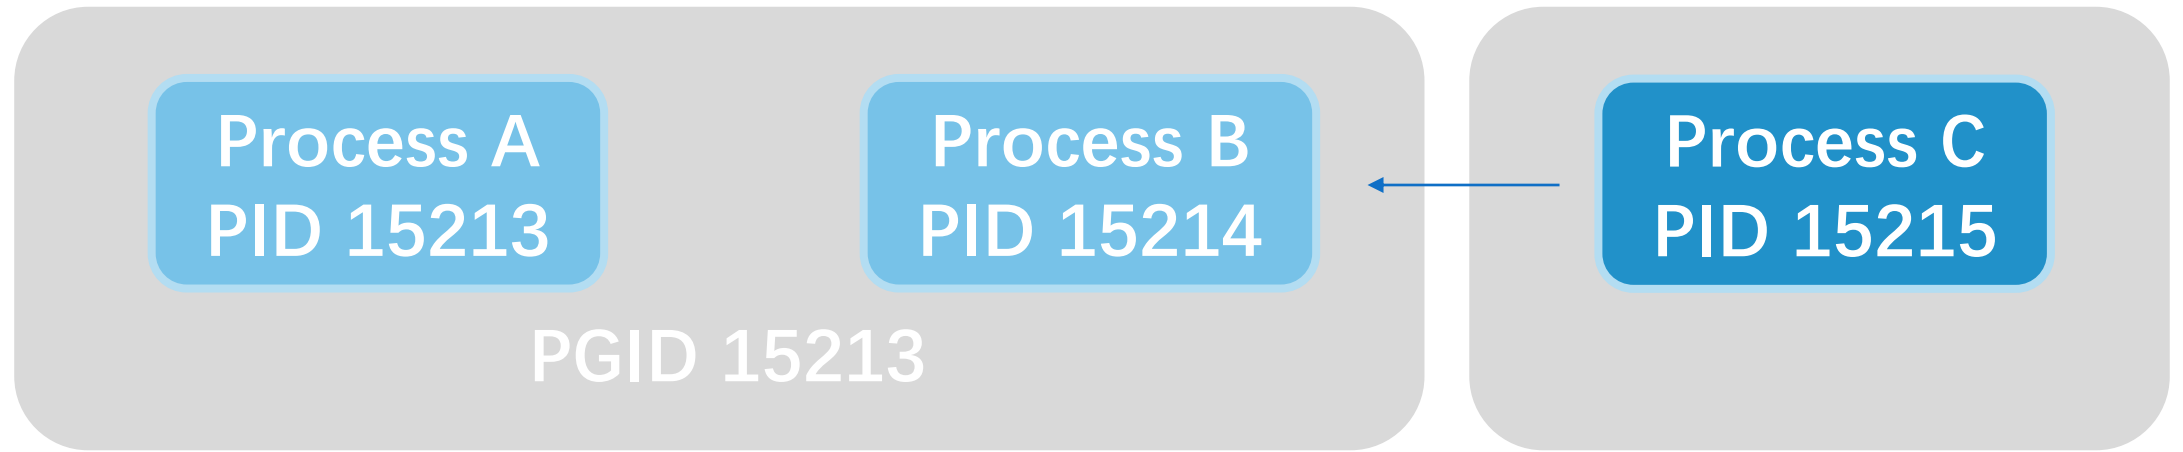 Process A
PID 15213
Process B
PID 15214
Process C
PID 15215
PGID 15213